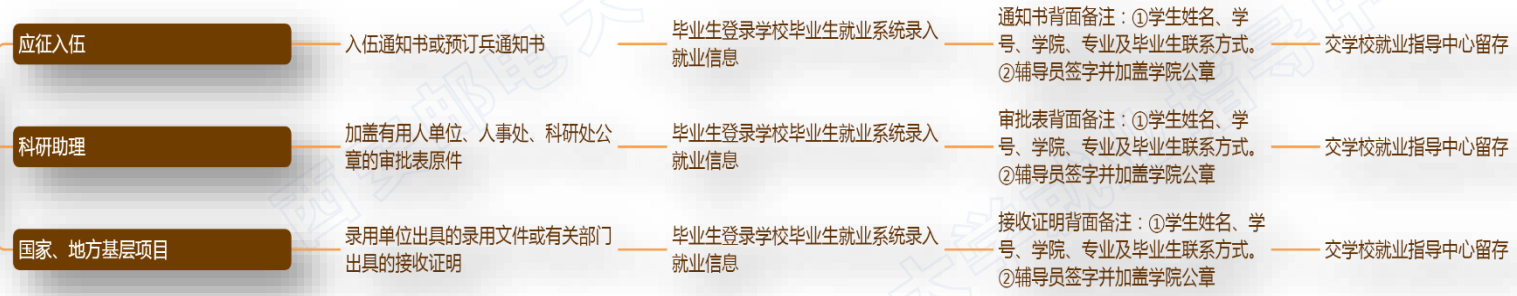 应征入伍
入伍通知书或预订兵通知书
毕业生登录学校毕业生就业系统录入
就业信息
通知书背面备注：①学生姓名、学
号、学院、专业及毕业生联系方式。
②辅导员签字并加盖学院公章
交学校就业指导中心留存
科研助理
加盖有用人单位、人事处、科研处公
章的审批表原件
毕业生登录学校毕业生就业系统录入
就业信息
审批表背面备注：①学生姓名、学
号、学院、专业及毕业生联系方式。
②辅导员签字并加盖学院公章
交学校就业指导中心留存
国家、地方基层项目
录用单位出具的录用文件或有关部门
出具的接收证明
毕业生登录学校毕业生就业系统录入
就业信息
接收证明背面备注：①学生姓名、学
号、学院、专业及毕业生联系方式。
②辅导员签字并加盖学院公章
交学校就业指导中心留存